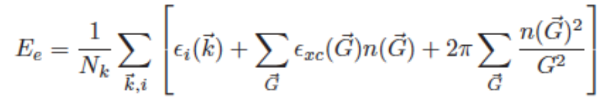 $E_e = \frac{1}{N_k} \sum_{\vec{k},i} \left[ \epsilon_i(\vec{k}) + \sum_{\vec{G}} \epsilon_{xc}(\vec{G}) n(\vec{G}) + 2\pi \sum_{\vec{G}} \frac{n(\vec{G})^2}{G^2} \right]$